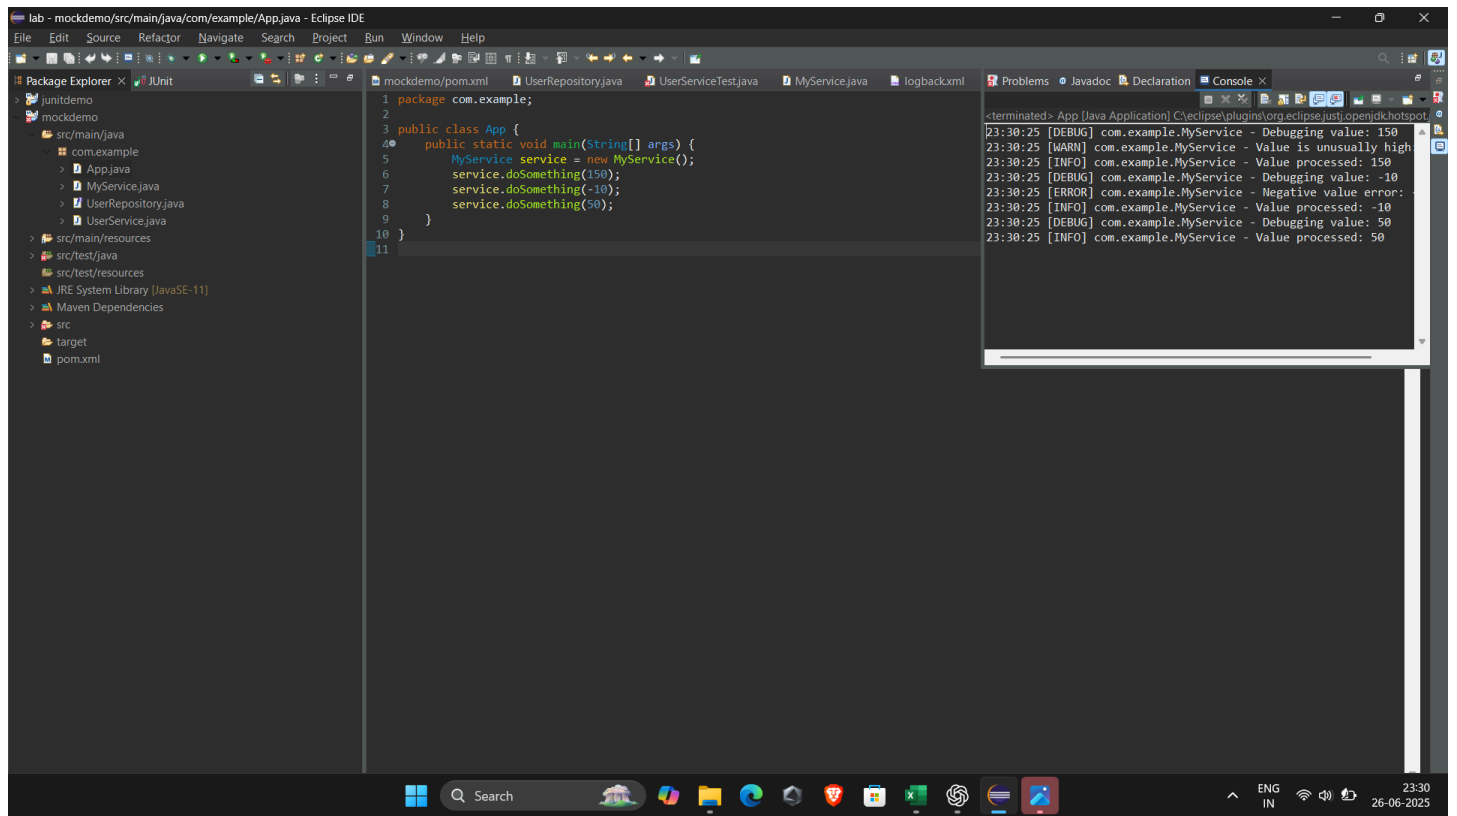 lab - mockdemo/src/main/java/com/example/App.java - Eclipse IDE
File Edit Source Refactor Navigate Search Project Run Window Help
Package Explorer JUnit
junitdemo
mockdemo
src/main/java
com.example
App.java
MyService.java
UserRepository.java
UserService.java
src/main/resources
src/test/java
src/test/resources
JRE System Library [JavaSE-11]
Maven Dependencies
src
target
pom.xml
mockdemo/pom.xml UserRepository.java UserServiceTest.java MyService.java logback.xml
1 package com.example;
2
3 public class App {
4 public static void main(String[] args) {
5 MyService service = new MyService();
6 service.doSomething(150);
7 service.doSomething(-10);
8 service.doSomething(50);
9 }
10 }
11
Problems Javadoc Declaration Console
<terminated> App [Java Application] C:\eclipse\plugins\org.eclipse.justj.openjdk.hotspot.
23:30:25 [DEBUG] com.example.MyService - Debugging value: 150
23:30:25 [WARN] com.example.MyService - Value is unusually high:
23:30:25 [INFO] com.example.MyService - Value processed: 150
23:30:25 [DEBUG] com.example.MyService - Debugging value: -10
23:30:25 [ERROR] com.example.MyService - Negative value error: -
23:30:25 [INFO] com.example.MyService - Value processed: -10
23:30:25 [DEBUG] com.example.MyService - Debugging value: 50
23:30:25 [INFO] com.example.MyService - Value processed: 50
Search
ENG
IN
23:30
26-06-2025